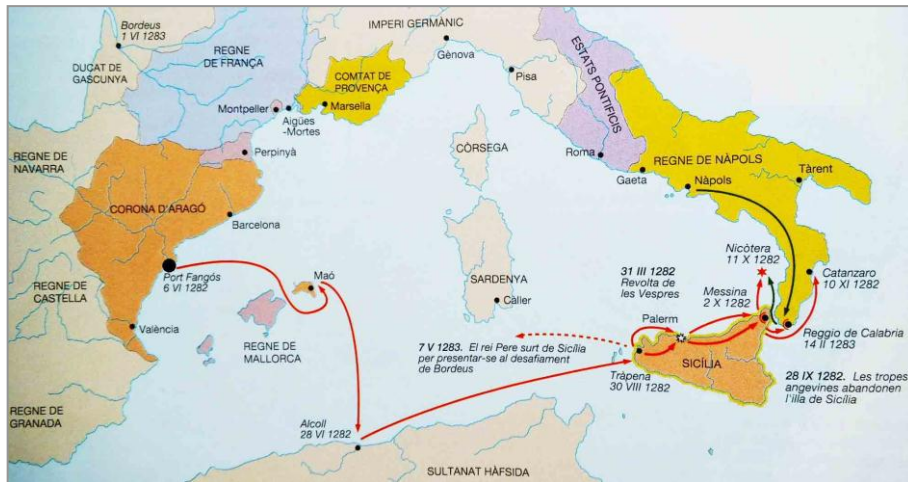 Bordeus
1 VI 1283
DUCAT DE
GASCUNYA
REGNE
DE FRANÇA
IMPERI GERMÀNIC
COMTAT DE
PROVENÇA
Gènova
Pisa
ESTATS PONTIFICIS
Montpeller
Aigües
-Mortes
Marsella
REGNE DE
NAVARRA
Perpinyà
CÒRSEGA
Roma
REGNE DE NÀPOLS
Gaeta
Nàpols
Tàrent
CORONA D'ARAGÓ
Barcelona
Port Fangós
6 VI 1282
Maó
REGNE DE
CASTELLA
SARDENYA
Càller
31 III 1282
Revolta de
les Vespres
Nicòtera
11 X 1282
Messina
2 X 1282
Catanzaro
10 XI 1282
València
REGNE DE
MALLORCA
Palerm
Reggio de Calabria
14 II 1283
7 V 1283. El rei Pere surt de Sicília
per presentar-se al desafiament
de Bordeus
Tràpena
30 VIII 1282
SICÍLIA
28 IX 1282. Les tropes
angevines abandonen
l'illa de Sicília
REGNE DE
GRANADA
Alcoll
28 VI 1282
SULTANAT HÀFSIDA